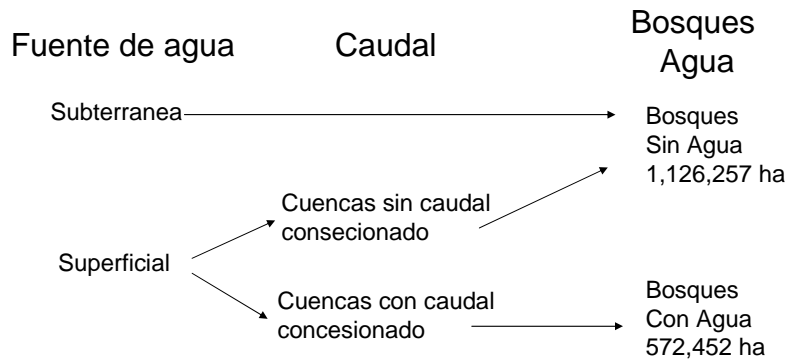 Fuente de agua
Caudal
Bosques
Agua
Subterranea
Bosques
Sin Agua
1,126,257 ha
Cuencas sin caudal
consecionado
Superficial
Cuencas con caudal
concesionado
Bosques
Con Agua
572,452 ha